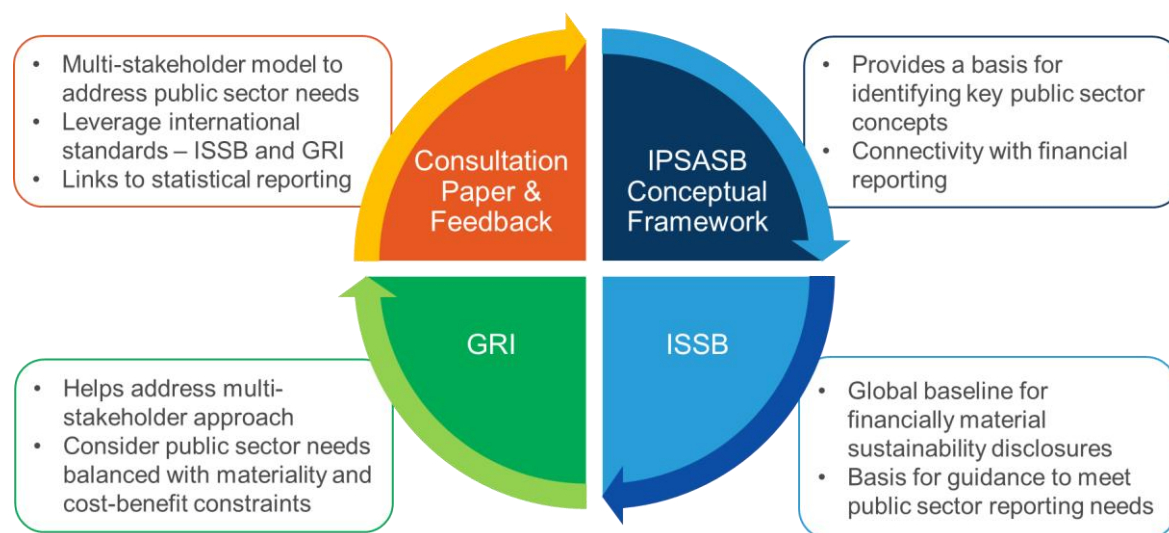 • Multi-stakeholder model to
address public sector needs
• Leverage international
standards – ISSB and GRI
• Links to statistical reporting
Consultation
Paper &
Feedback
IPSASB
Conceptual
Framework
• Provides a basis for
identifying key public sector
concepts
• Connectivity with financial
reporting
• Helps address multi-
stakeholder approach
• Consider public sector needs
balanced with materiality and
cost-benefit constraints
GRI
ISSB
• Global baseline for
financially material
sustainability disclosures
• Basis for guidance to meet
public sector reporting needs